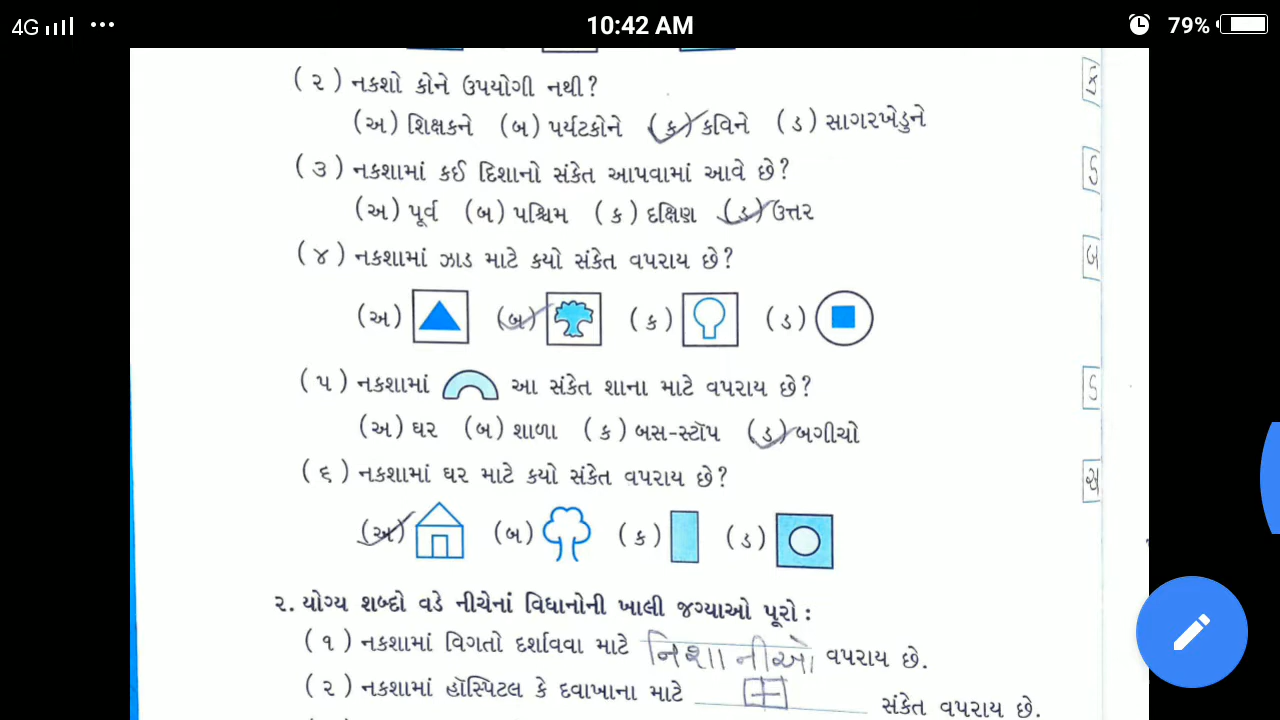 4G 10:42 AM 79%
(૨) નકશો કોને ઉપયોગી નથી? ક
(અ) શિક્ષકને (બ) પર્યટકોને (ક) કવિને (ડ) સાગરખેડુને
(૩) નકશામાં કઈ દિશાનો સંકેત આપવામાં આવે છે? ડ
(અ) પૂર્વ (બ) પશ્ચિમ (ક) દક્ષિણ (ડ) ઉત્તર
(૪) નકશામાં ઝાડ માટે કયો સંકેત વપરાય છે? બ
(અ) (બ) (ક) (ડ)
(૫) નકશામાં આ સંકેત શાના માટે વપરાય છે? ડ
(અ) ઘર (બ) શાળા (ક) બસ-સ્ટૉપ (ડ) બગીચો
(૬) નકશામાં ઘર માટે કયો સંકેત વપરાય છે? અ
(અ) (બ) (ક) (ડ)
૨. યોગ્ય શબ્દો વડે નીચેનાં વિધાનોની ખાલી જગ્યાઓ પૂરો :
(૧) નકશામાં વિગતો દર્શાવવા માટે નિશાનીઓ વપરાય છે.
(૨) નકશામાં હૉસ્પિટલ કે દવાખાના માટે સંકેત વપરાય છે.